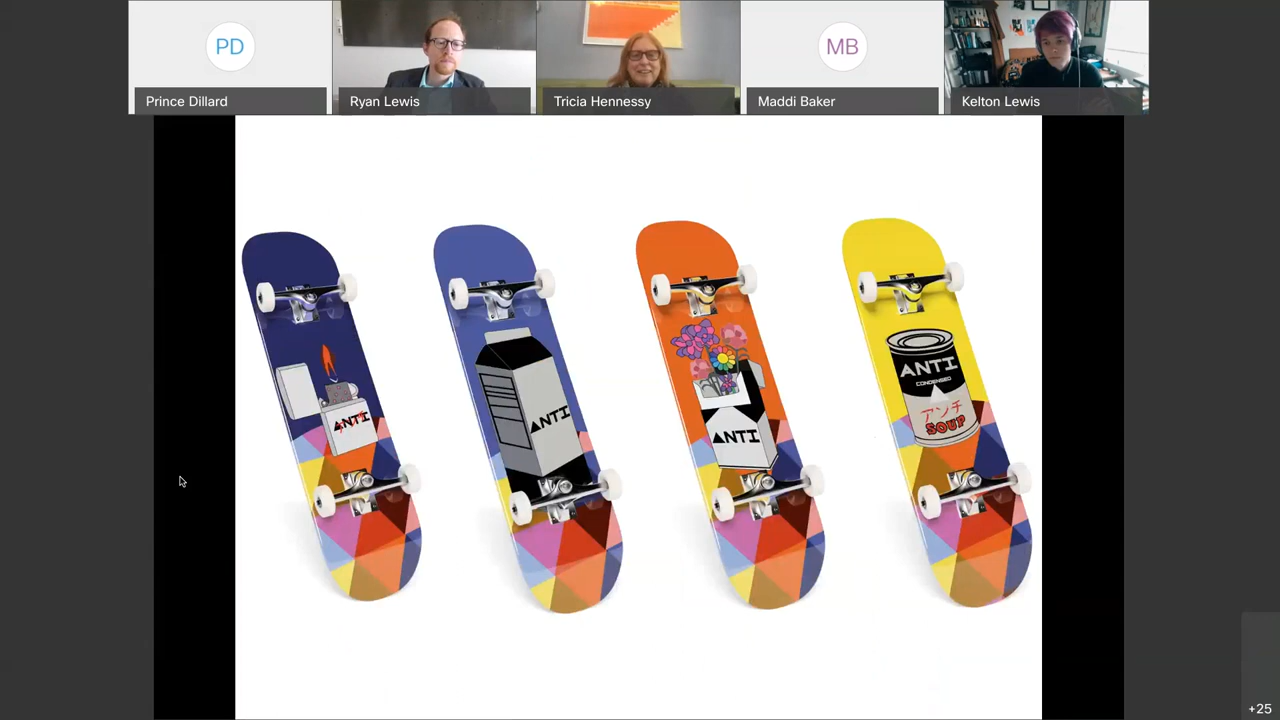 PD
MB
Prince Dillard
Ryan Lewis
Tricia Hennessy
Maddi Baker
Kelton Lewis
ANTI
ANTI
ANTI
ANTI
CONDENSED
アンチ
SOUP
+25